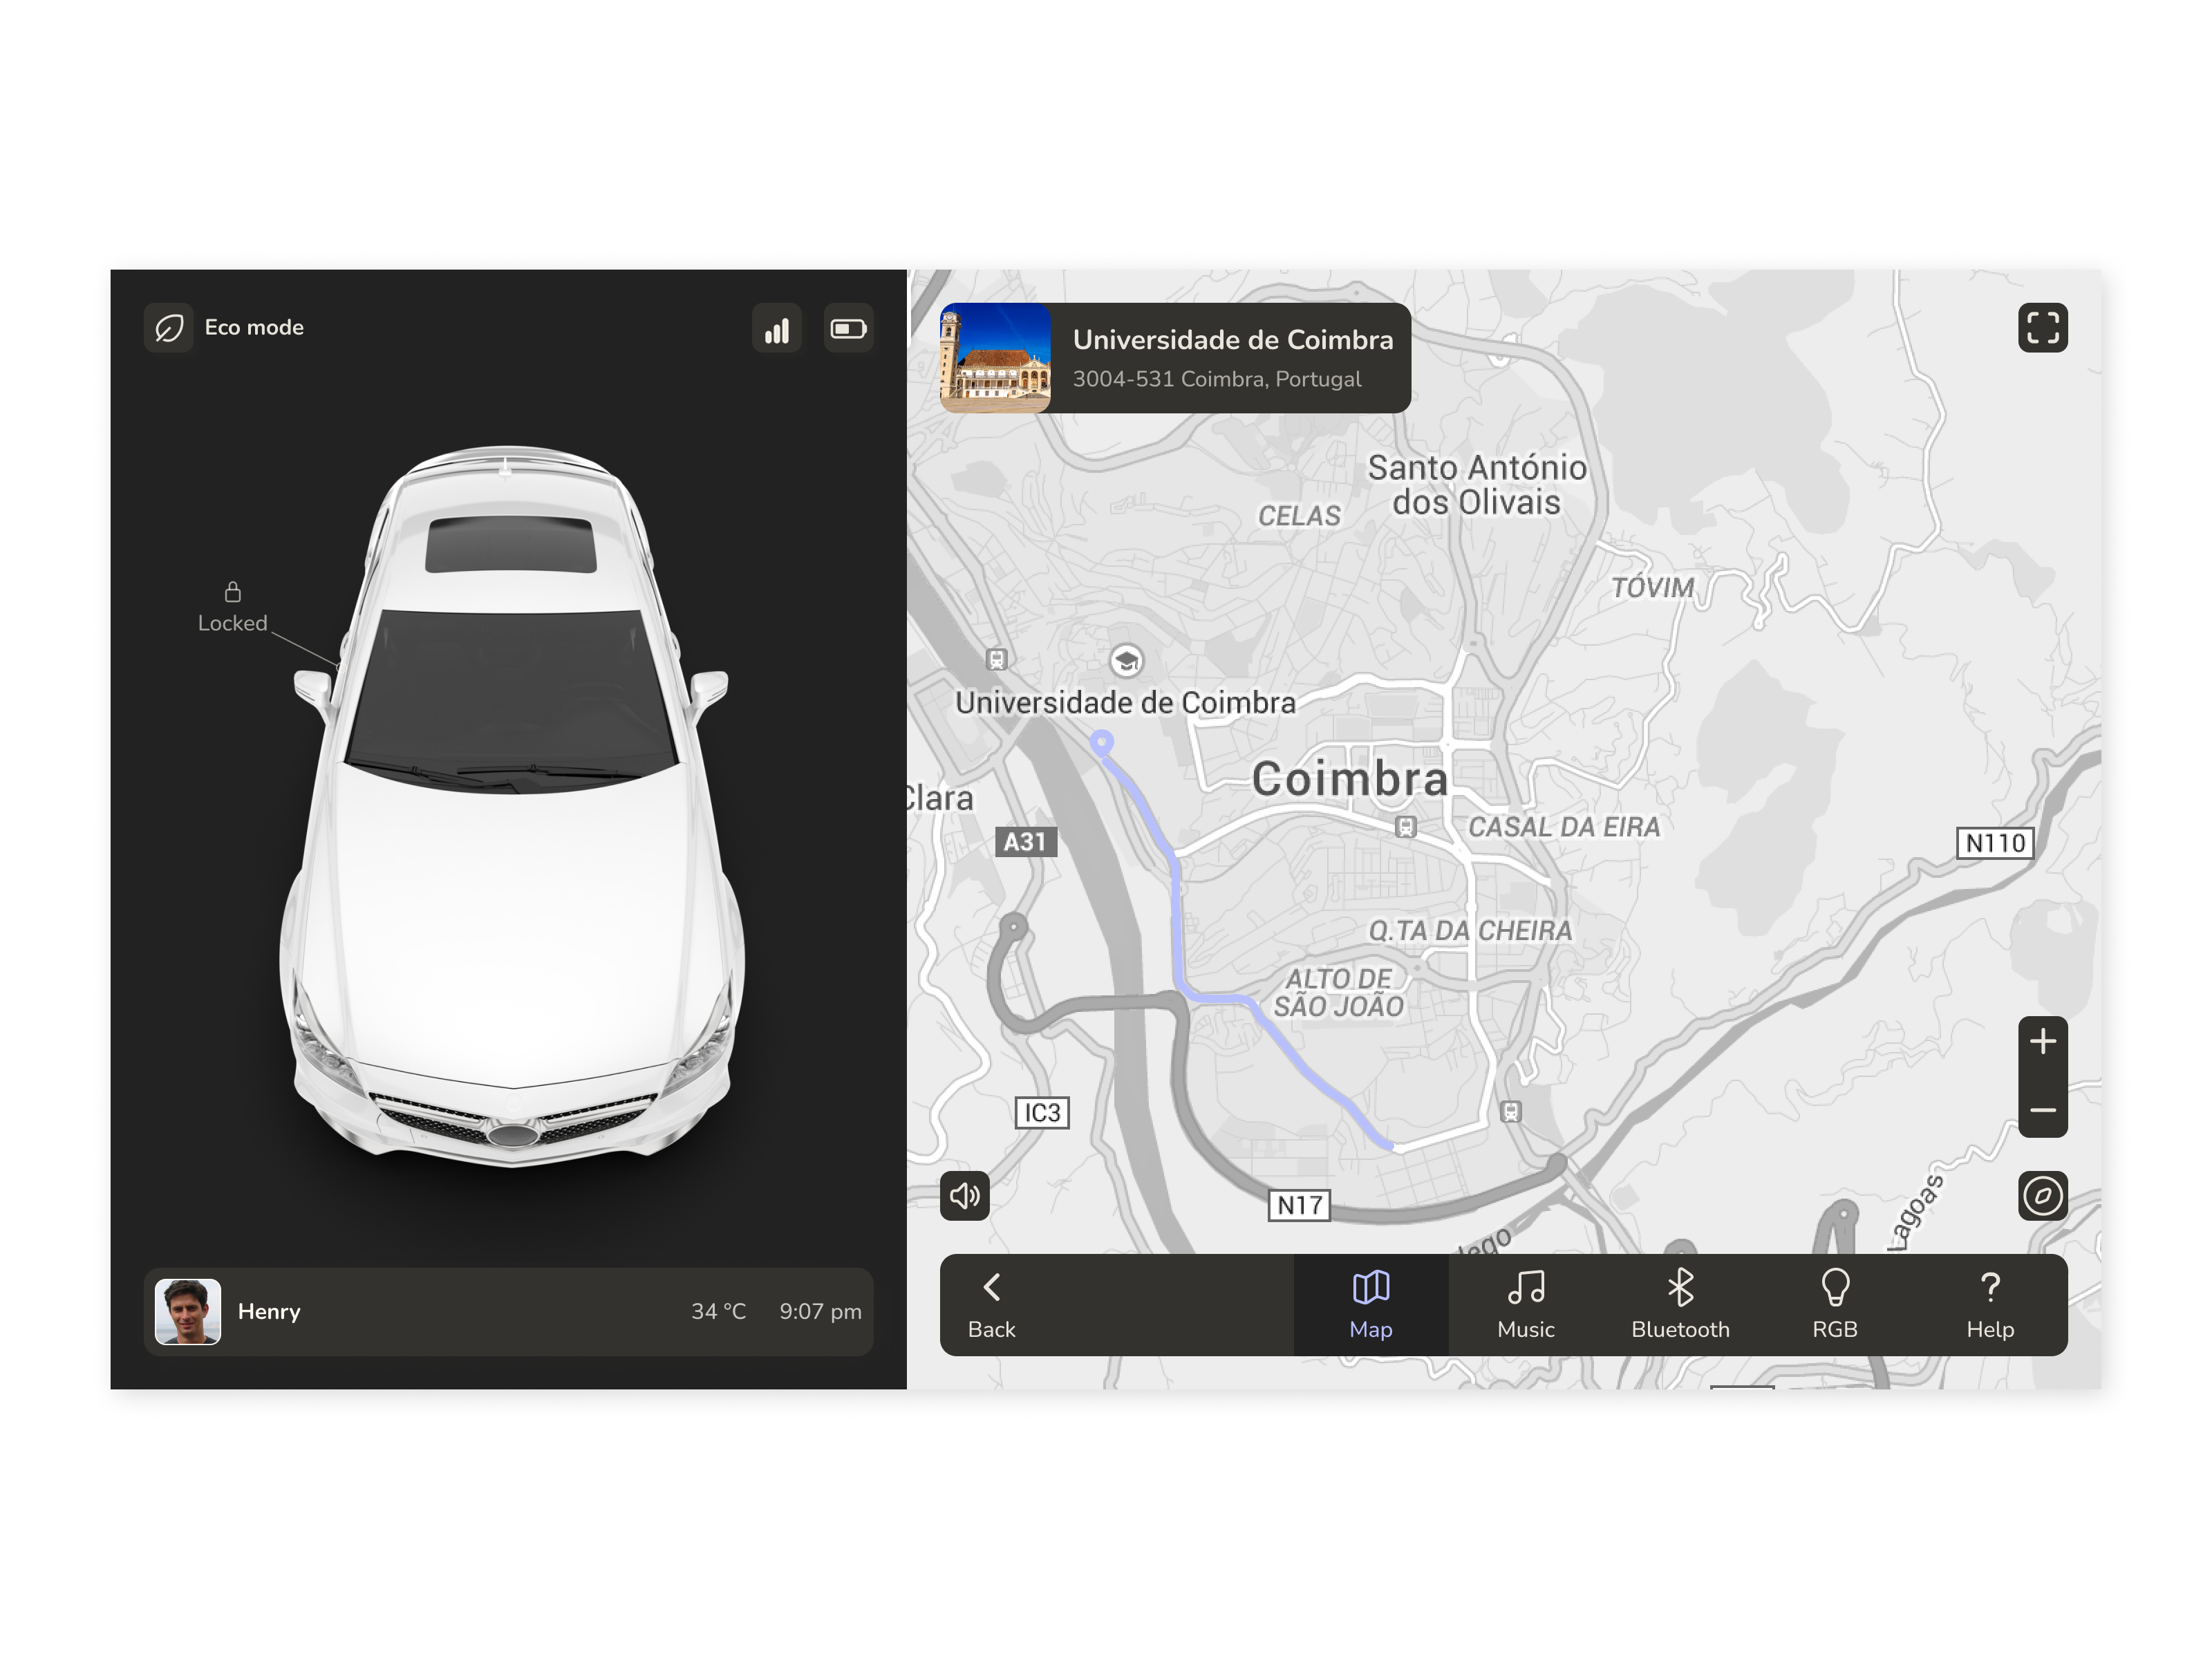 Eco mode
Locked
Henry
34 °C
9:07 pm
Universidade de Coimbra
3004-531 Coimbra, Portugal
Santo António
dos Olivais
CELAS
TÓVIM
Universidade de Coimbra
Coimbra
Clara
A31
CASAL DA EIRA
N110
Q.TA DA CHEIRA
ALTO DE
SÃO JOÃO
IC3
N17
Lagoas
Back
Map
Music
Bluetooth
RGB
Help